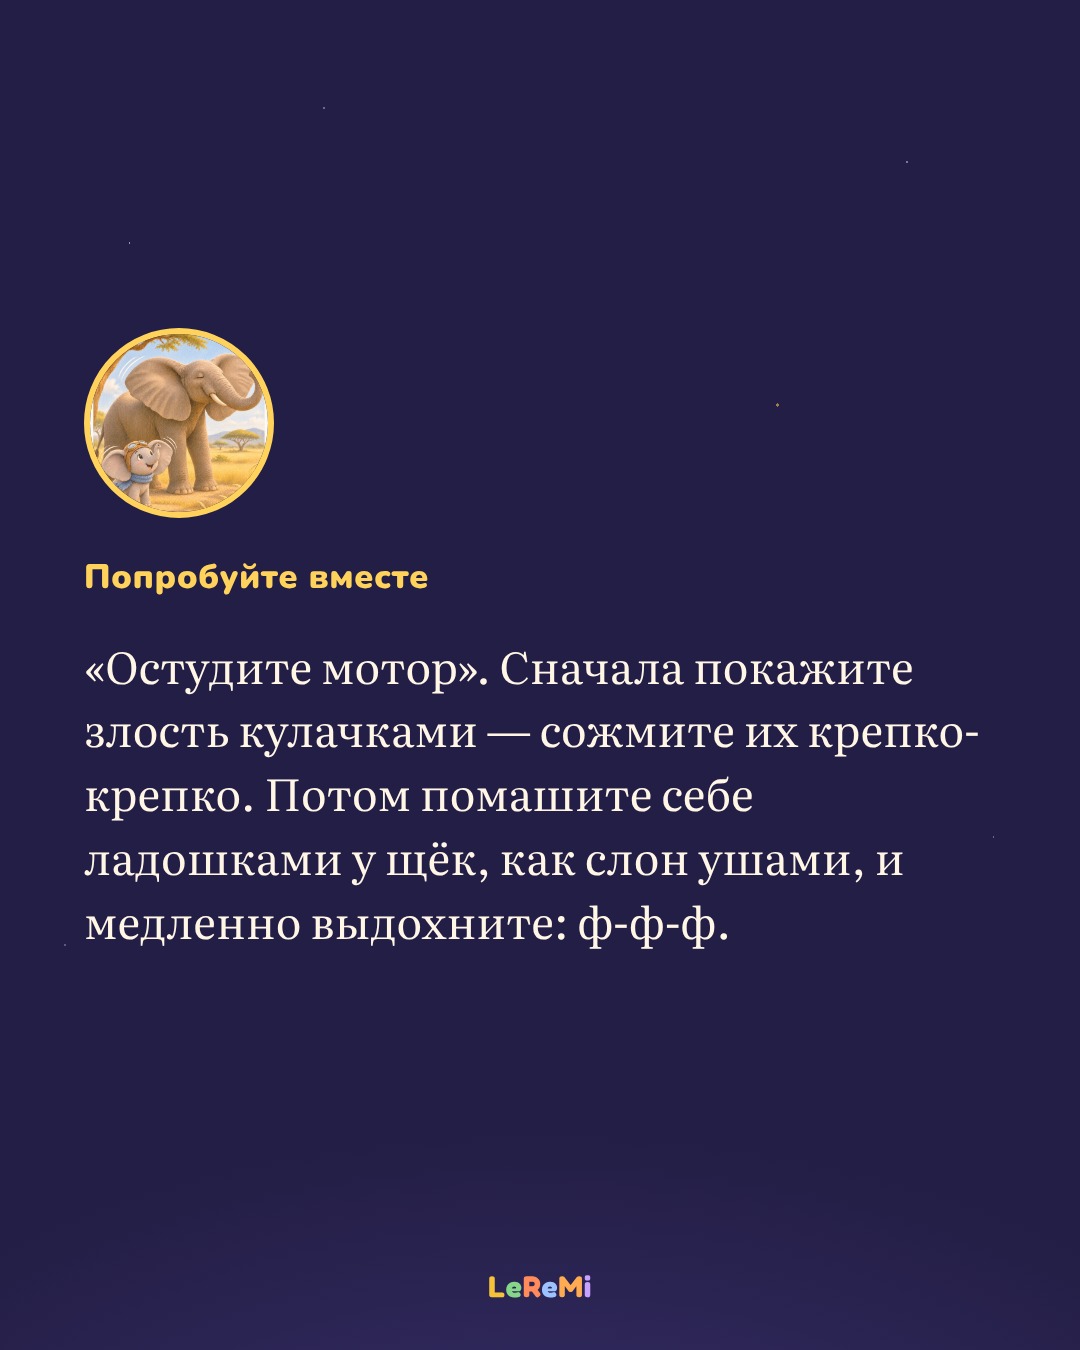 Попробуйте вместе
«Остудите мотор». Сначала покажите
злость кулачками — сожмите их крепко-
крепко. Потом помашите себе
ладошками у щёк, как слон ушами, и
медленно выдохните: ф-ф-ф.
LeReMi